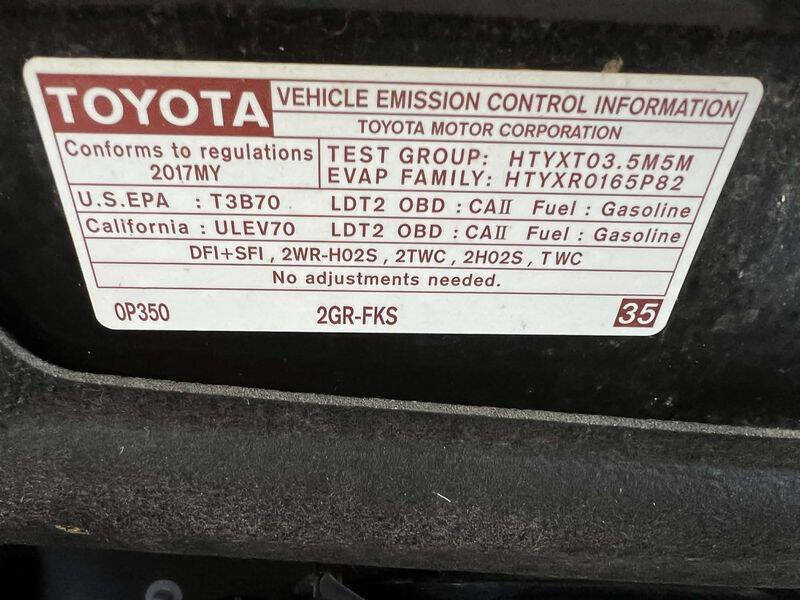 TOYOTA
VEHICLE EMISSION CONTROL INFORMATION
TOYOTA MOTOR CORPORATION
Conforms to regulations
2017MY
TEST GROUP: HTYXT03.5M5M
EVAP FAMILY: HTYXR0165P82
U.S.EPA : T3B70 LDT2 OBD : CAII Fuel : Gasoline
California : ULEV70 LDT2 OBD : CAII Fuel : Gasoline
DFI+SFI , 2WR-HO2S , 2TWC, 2HO2S, TWC
No adjustments needed.
0P350 2GR-FKS 35